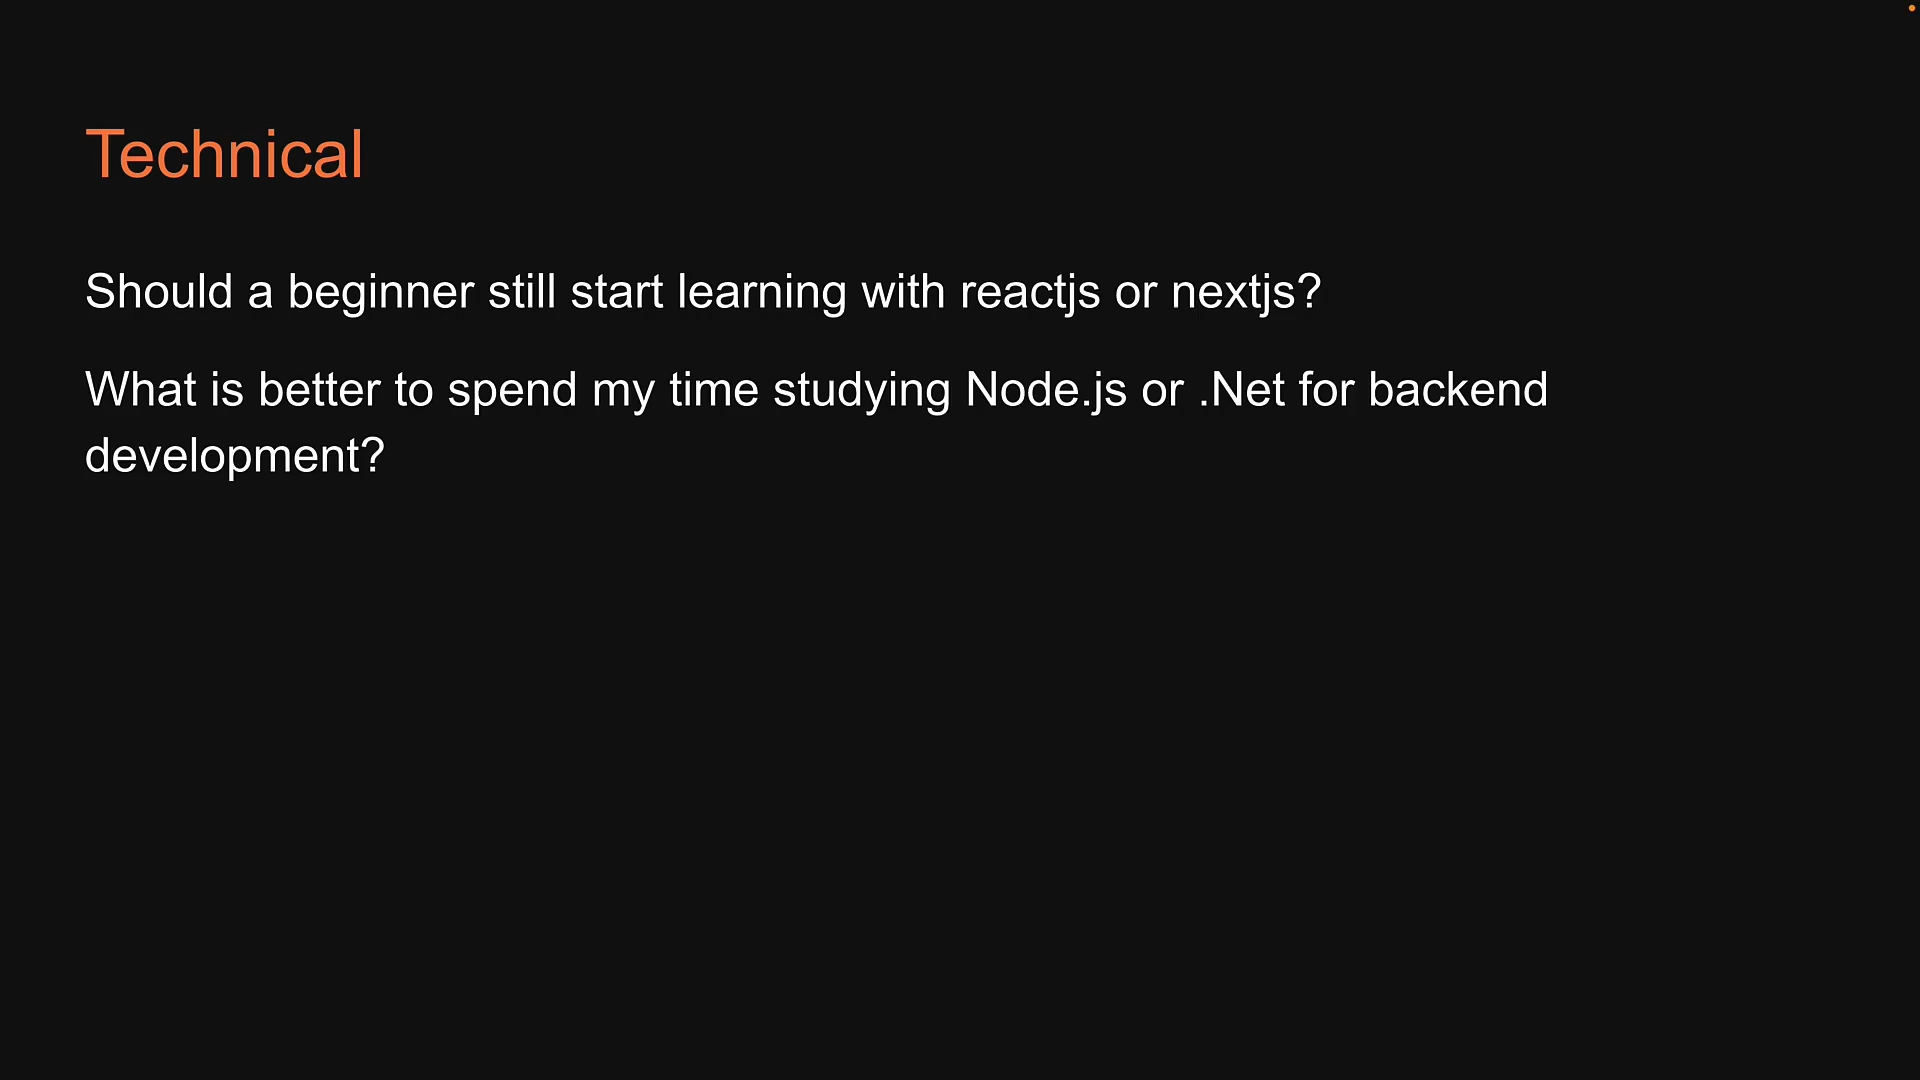 Technical
Should a beginner still start learning with reactjs or nextjs?
What is better to spend my time studying Node.js or .Net for backend
development?